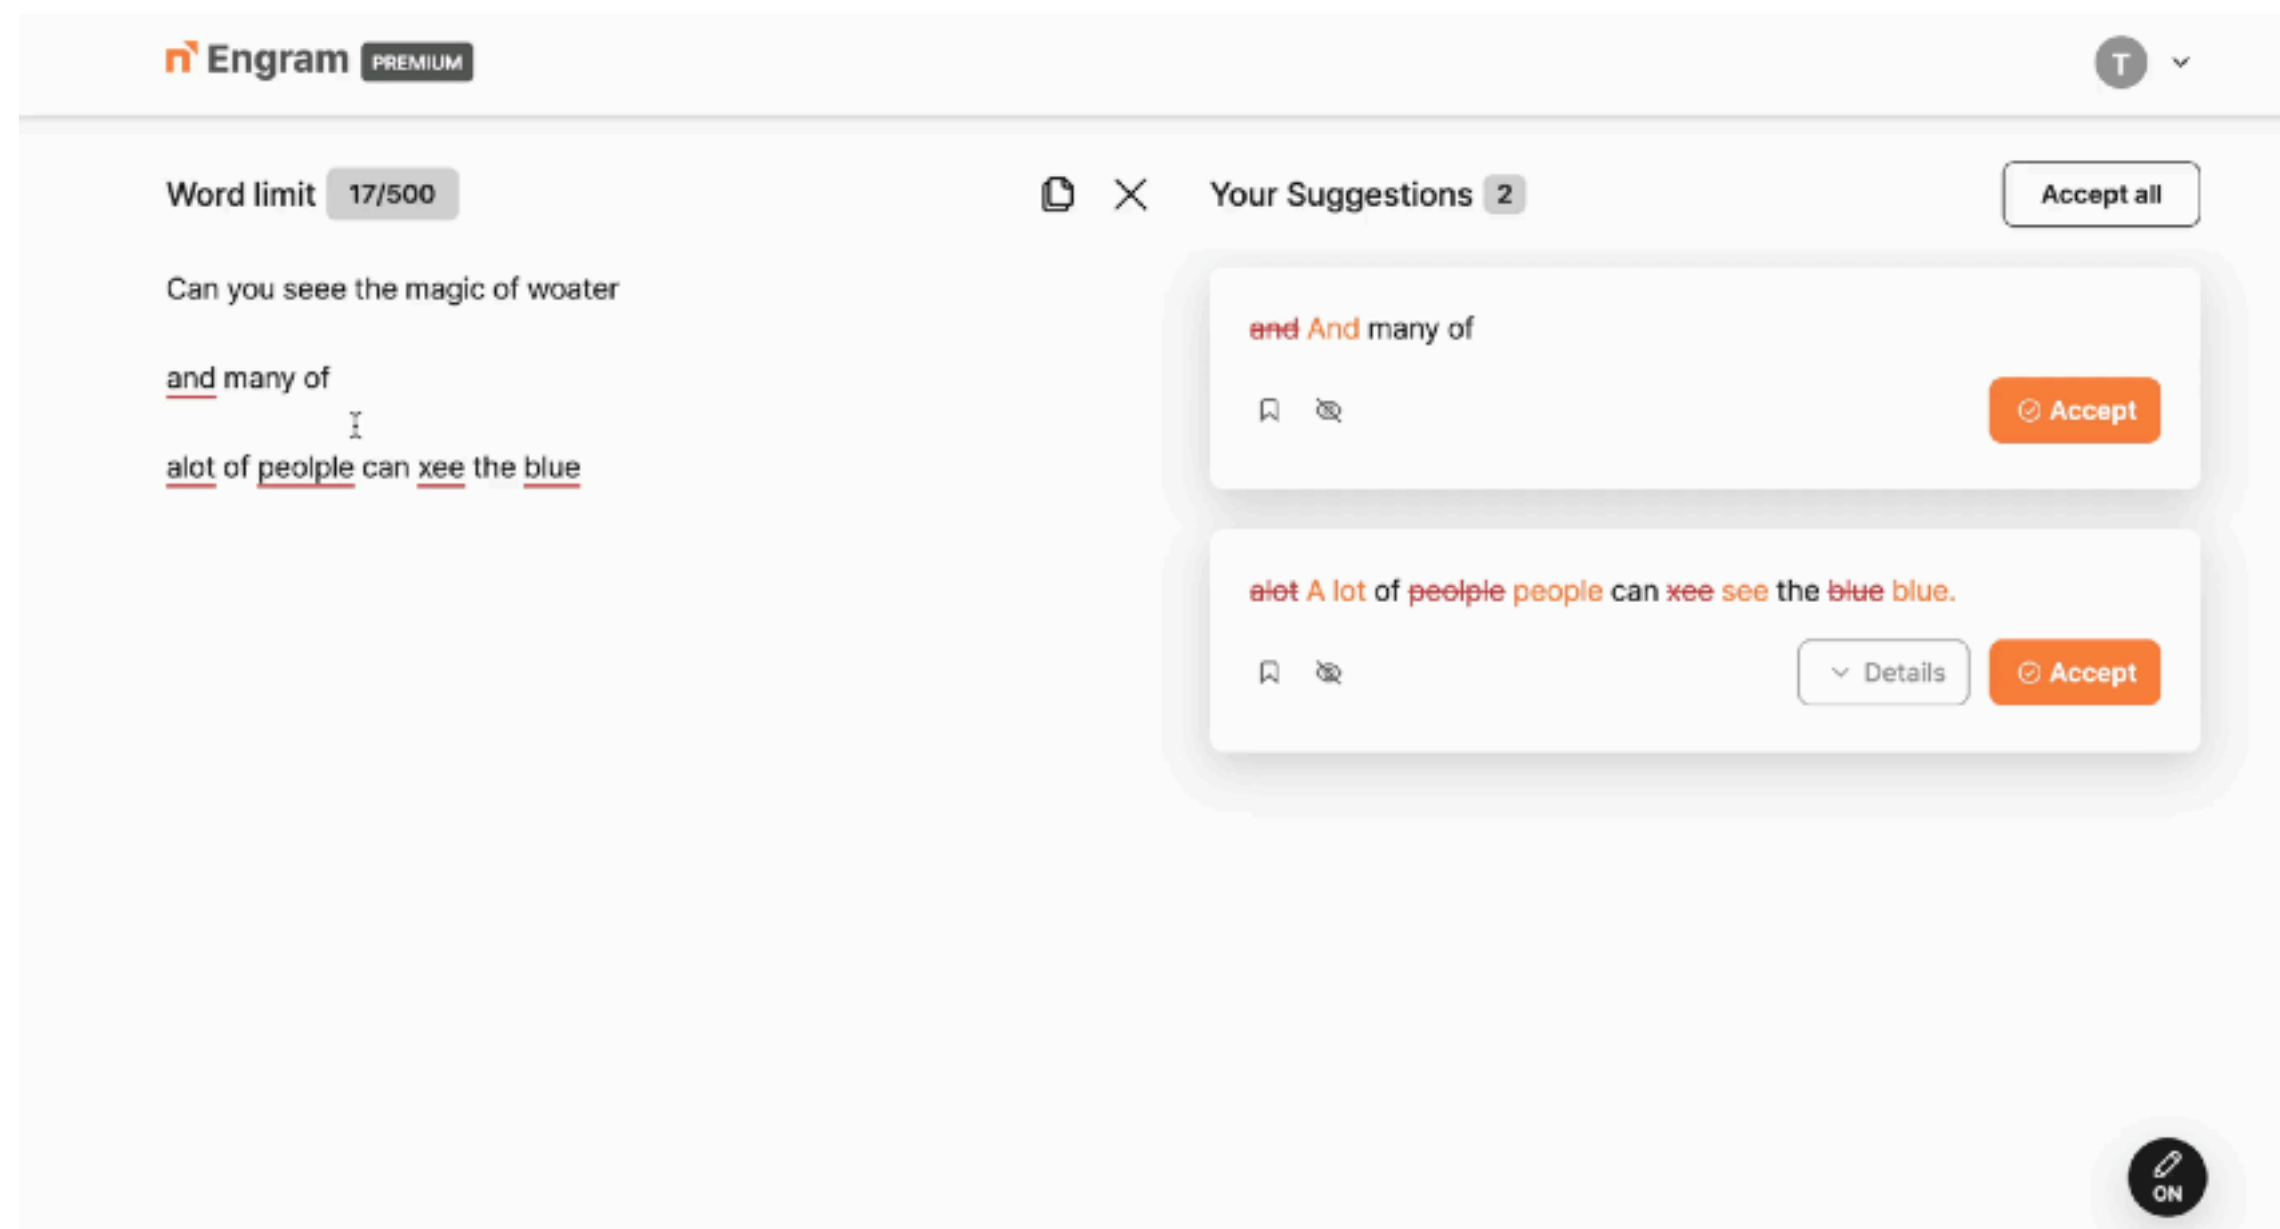 Engram PREMIUM
T
Word limit 17/500
Your Suggestions 2
Accept all
Can you seee the magic of woater
and many of
alot of peolple can xee the blue
and And many of
Accept
alot A lot of peolple people can xee see the blue blue.
Details
Accept
ON